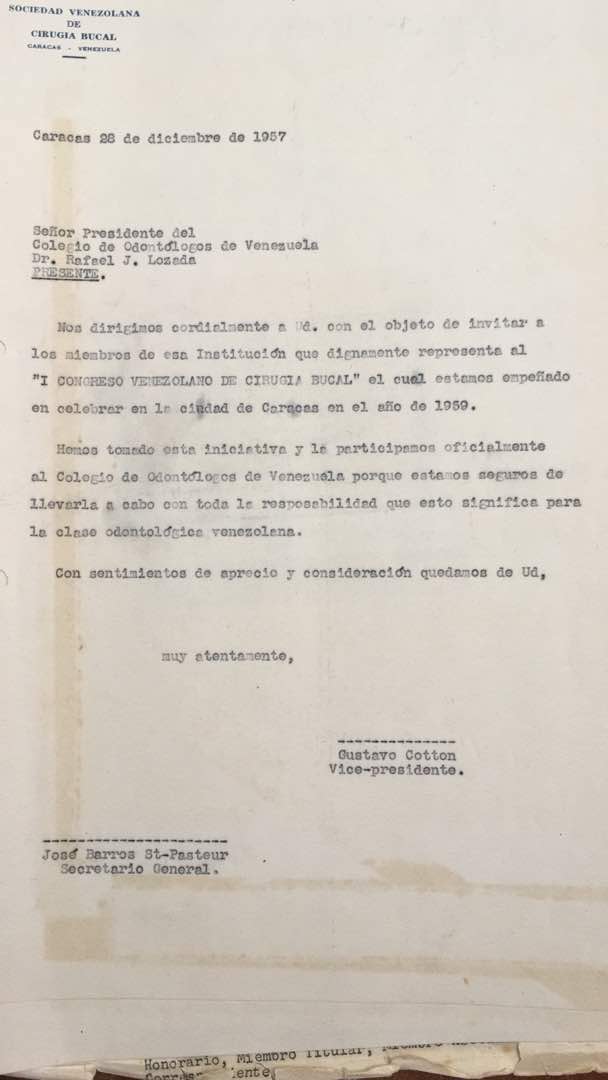 SOCIEDAD VENEZOLANA
DE
CIRUGIA BUCAL
CARACAS - VENEZUELA
Caracas 28 de diciembre de 1957
Señor Presidente del
Colegio de Odontólogos de Venezuela
Dr. Rafael J. Lozada
PRESENTE.
Nos dirigimos cordialmente a Ud. con el objeto de invitar a
los miembros de esa Institución que dignamente representa al
"I CONGRESO VENEZOLANO DE CIRUGIA BUCAL" el cual estamos empeñado
en celebrar en la ciudad de Caracas en el año de 1959.
Hemos tomado esta iniciativa y la participamos oficialmente
al Colegio de Odontólogos de Venezuela porque estamos seguros de
llevarla a cabo con toda la resposabilidad que esto significa para
la clase odontológica venezolana.
Con sentimientos de aprecio y consideración quedamos de Ud,
muy atentamente,
Gustavo Cotton
Vice-presidente.
José Barros St-Pasteur
Secretario General.
Honorario, Miembro Titular, Miembro